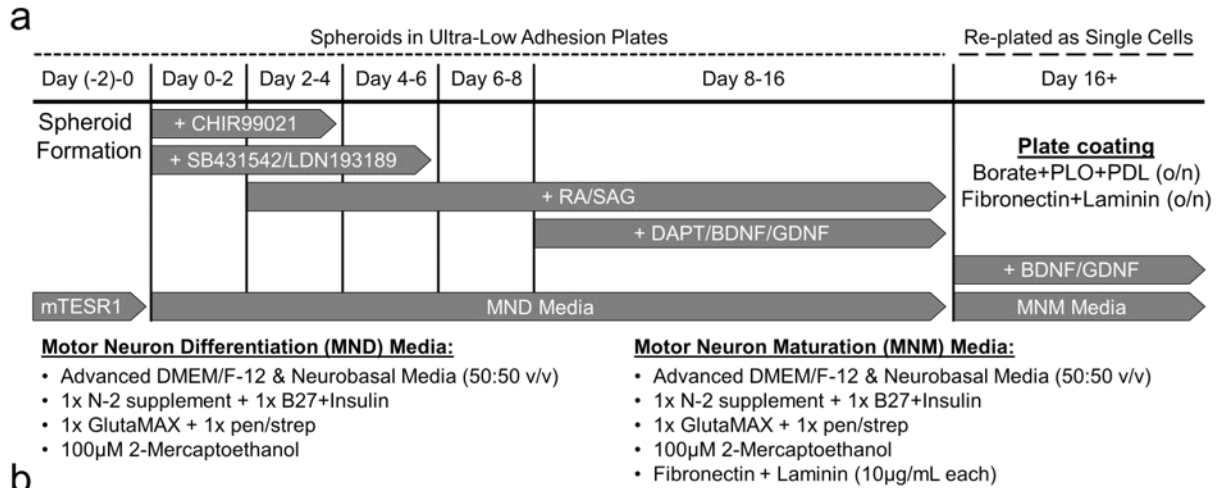 a
Spheroids in Ultra-Low Adhesion Plates
Re-plated as Single Cells
Day (-2)-0
Day 0-2
Day 2-4
Day 4-6
Day 6-8
Day 8-16
Day 16+
Spheroid
Formation
+ CHIR99021
+ SB431542/LDN193189
+ RA/SAG
+ DAPT/BDNF/GDNF
Plate coating
Borate+PLO+PDL (o/n)
Fibronectin+Laminin (o/n)
+ BDNF/GDNF
mTESR1
MND Media
MNM Media
Motor Neuron Differentiation (MND) Media:
• Advanced DMEM/F-12 & Neurobasal Media (50:50 v/v)
• 1x N-2 supplement + 1x B27+Insulin
• 1x GlutaMAX + 1x pen/strep
• 100µM 2-Mercaptoethanol
Motor Neuron Maturation (MNM) Media:
• Advanced DMEM/F-12 & Neurobasal Media (50:50 v/v)
• 1x N-2 supplement + 1x B27+Insulin
• 1x GlutaMAX + 1x pen/strep
• 100µM 2-Mercaptoethanol
• Fibronectin + Laminin (10µg/mL each)
b